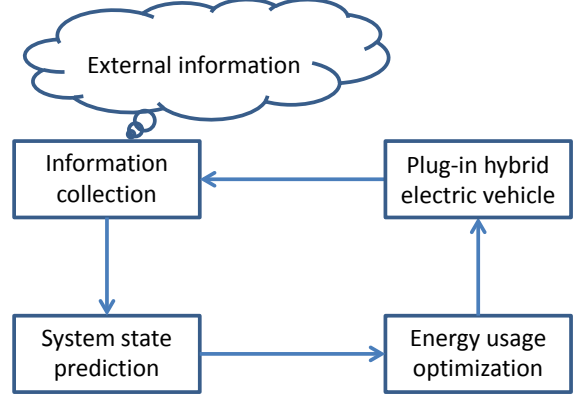 External information
Information
collection
Plug-in hybrid
electric vehicle
System state
prediction
Energy usage
optimization